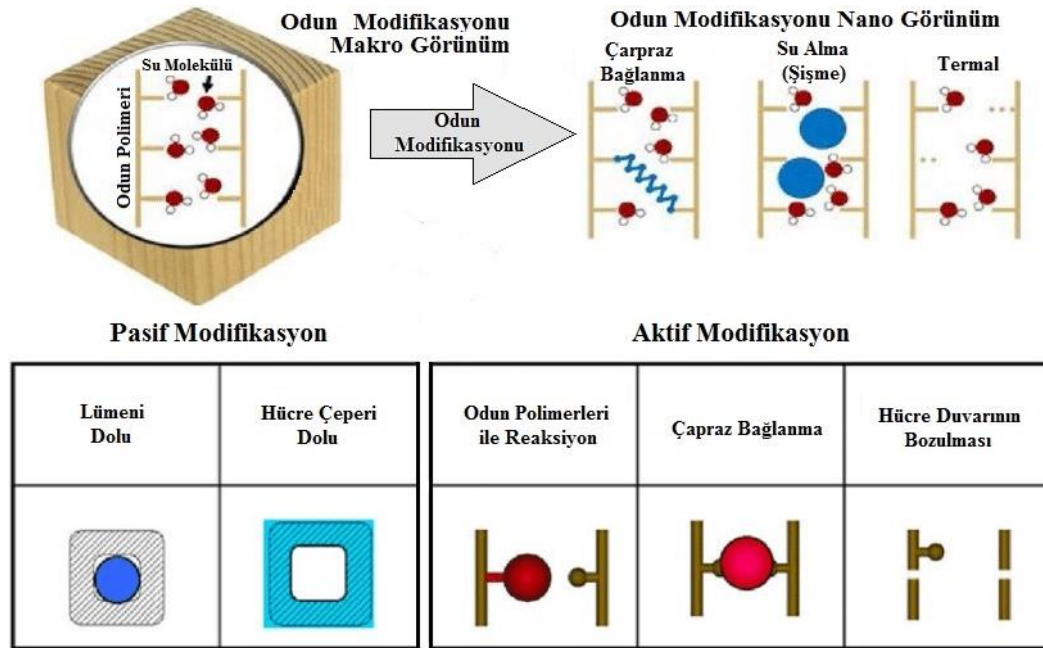 Odun Modifikasyonu
Makro Görünüm
Su Molekülü
Odun Polimeri
Odun
Modifikasyonu
Odun Modifikasyonu Nano Görünüm
Çarpraz
Bağlanma
Su Alma
(Şişme)
Termal
Pasif Modifikasyon
Lümeni
Dolu
Hücre Çeperi
Dolu
Aktif Modifikasyon
Odun Polimerleri
ile Reaksiyon
Çapraz Bağlanma
Hücre Duvarının
Bozulması